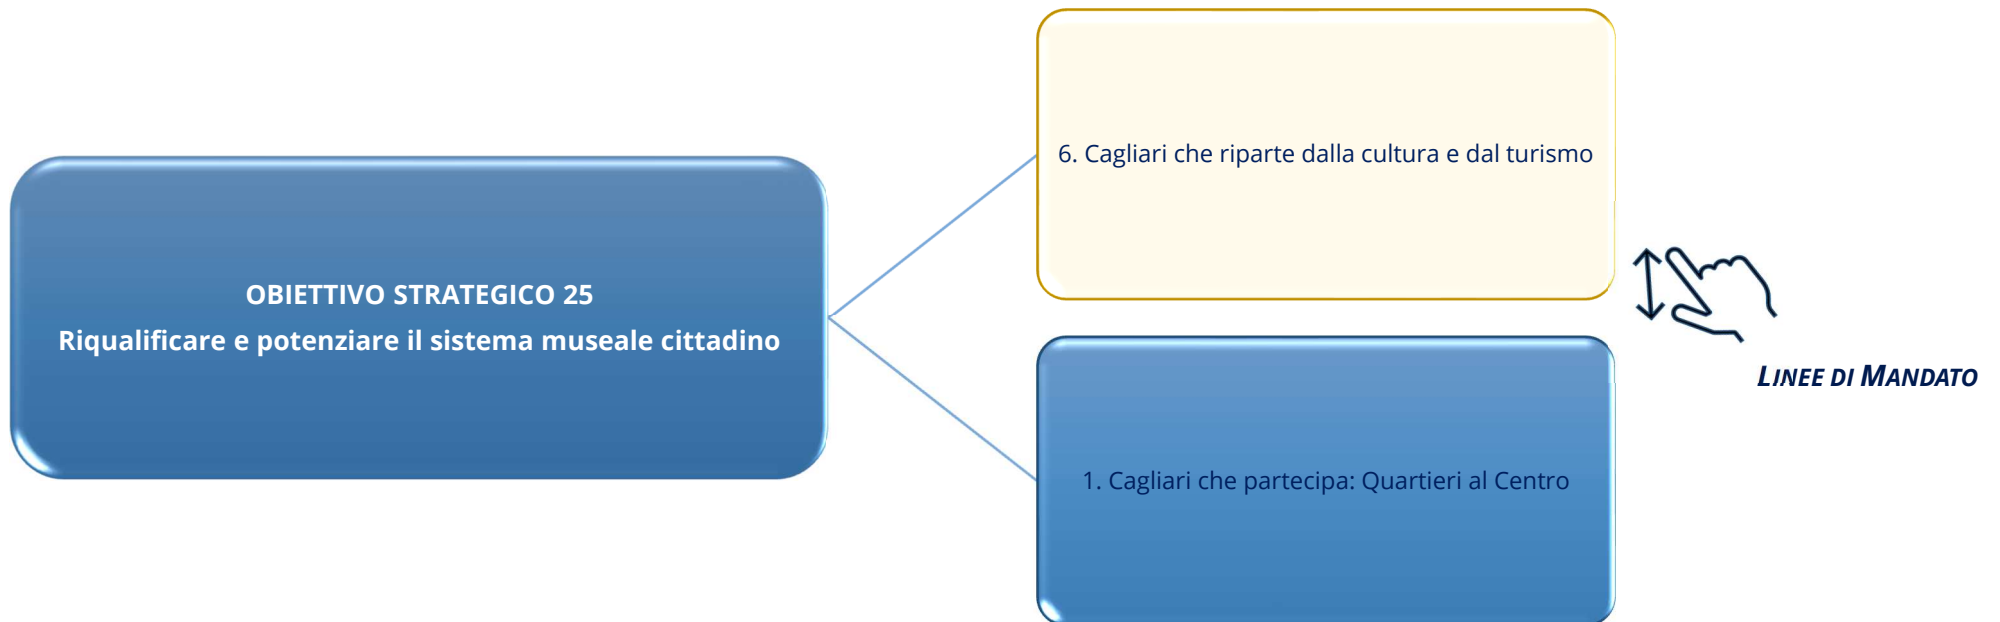 OBIETTIVO STRATEGICO 25
Riqualificare e potenziare il sistema museale cittadino
6. Cagliari che riparte dalla cultura e dal turismo
1. Cagliari che partecipa: Quartieri al Centro
LINEE DI MANDATO